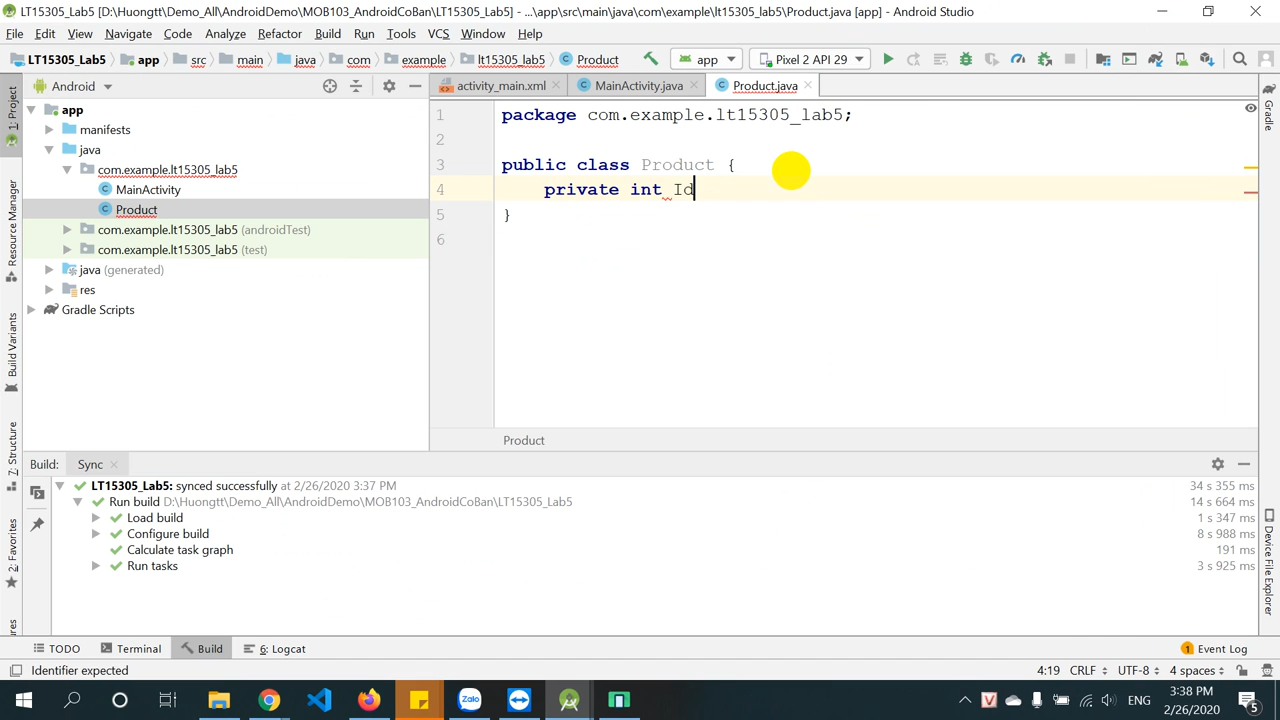 LT15305_Lab5 [D:\Huongtt\Demo_All\AndroidDemo\MOB103_AndroidCoBan\LT15305_Lab5] - ...\app\src\main\java\com\example\lt15305_lab5\Product.java [app] - Android Studio
File Edit View Navigate Code Analyze Refactor Build Run Tools VCS Window Help
LT15305_Lab5 app src main java com example lt15305_lab5 Product app Pixel 2 API 29
1: Project
Resource Manager
Build Variants
7: Structure
2: Favorites
Android
app
manifests
java
com.example.lt15305_lab5
MainActivity
Product
com.example.lt15305_lab5 (androidTest)
com.example.lt15305_lab5 (test)
java (generated)
res
Gradle Scripts
activity_main.xml MainActivity.java Product.java
1 package com.example.lt15305_lab5;
2
3 public class Product {
4 private int Id
5 }
6
Product
Gradle
Device File Explorer
Build: Sync
LT15305_Lab5: synced successfully at 2/26/2020 3:37 PM 34 s 355 ms
Run build D:\Huongtt\Demo_All\AndroidDemo\MOB103_AndroidCoBan\LT15305_Lab5 14 s 664 ms
Load build 1 s 347 ms
Configure build 8 s 988 ms
Calculate task graph 191 ms
Run tasks 3 s 925 ms
TODO Terminal Build 6: Logcat 1 Event Log
Identifier expected 4:19 CRLF UTF-8 4 spaces
Zalo ENG 3:38 PM
2/26/2020 5